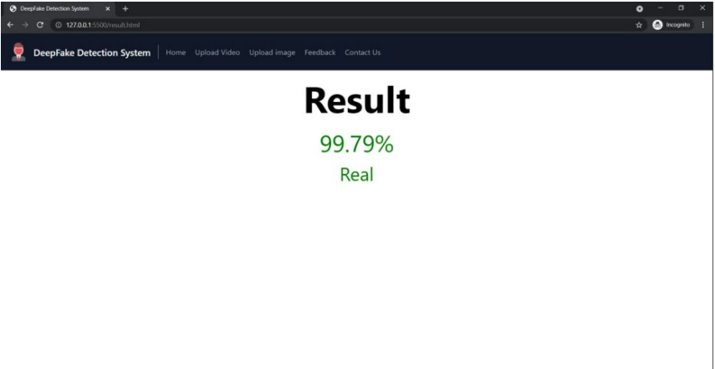 DeepFake Detection System
127.0.0.1:5500/result.html
Incognito
DeepFake Detection System
Home Upload Video Upload image Feedback Contact Us
Result
99.79%
Real